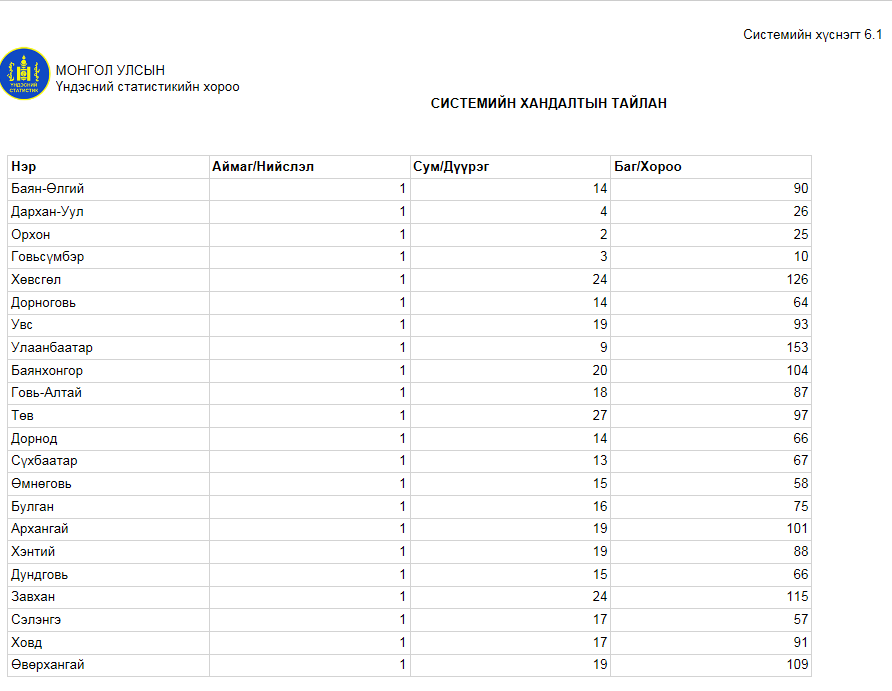 Системийн хүснэгт 6.1
ҮНДЭСНИЙ
СТАТИСТИК
МОНГОЛ УЛСЫН
Үндэсний статистикийн хороо
СИСТЕМИЙН ХАНДАЛТЫН ТАЙЛАН
Нэр Аймаг/Нийслэл Сум/Дүүрэг Баг/Хороо
Баян-Өлгий 1 14 90
Дархан-Уул 1 4 26
Орхон 1 2 25
Говьсүмбэр 1 3 10
Хөвсгөл 1 24 126
Дорноговь 1 14 64
Увс 1 19 93
Улаанбаатар 1 9 153
Баянхонгор 1 20 104
Говь-Алтай 1 18 87
Төв 1 27 97
Дорнод 1 14 66
Сүхбаатар 1 13 67
Өмнөговь 1 15 58
Булган 1 16 75
Архангай 1 19 101
Хэнтий 1 19 88
Дундговь 1 15 66
Завхан 1 24 115
Сэлэнгэ 1 17 57
Ховд 1 17 91
Өвөрхангай 1 19 109